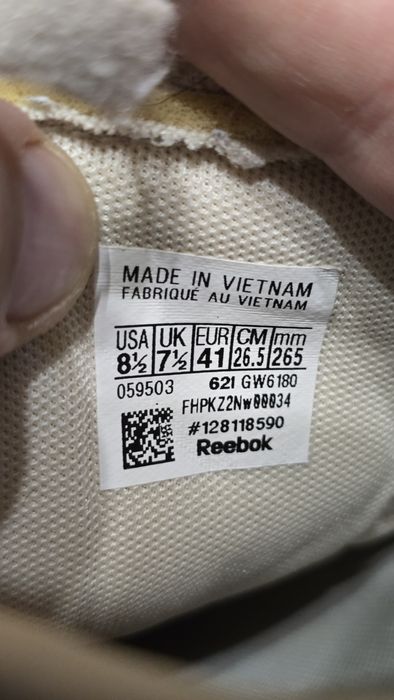 MADE IN VIETNAM
FABRIQUÉ AU VIETNAM
USA UK EUR CM mm
8½ 7½ 41 26.5 265
059503 621 GW6180
FHPKZ2Nw00034
#128118590
Reebok